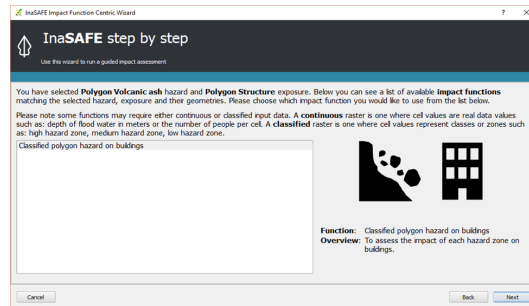 InaSAFE Impact Function Centric Wizard
? X
InaSAFE step by step
Use this wizard to run a guided impact assessment
You have selected Polygon Volcanic ash hazard and Polygon Structure exposure. Below you can see a list of available impact functions
matching the selected hazard, exposure and their geometries. Please choose which impact function you would like to use from the list below.
Please note some functions may require either continuous or classified input data. A continuous raster is one where cell values are real data values
such as: depth of flood water in meters or the number of people per cell. A classified raster is one where cell values represent classes or zones such
as: high hazard zone, medium hazard zone, low hazard zone.
Classified polygon hazard on buildings
Function: Classified polygon hazard on buildings
Overview: To assess the impact of each hazard zone on
buildings.
Cancel Back Next